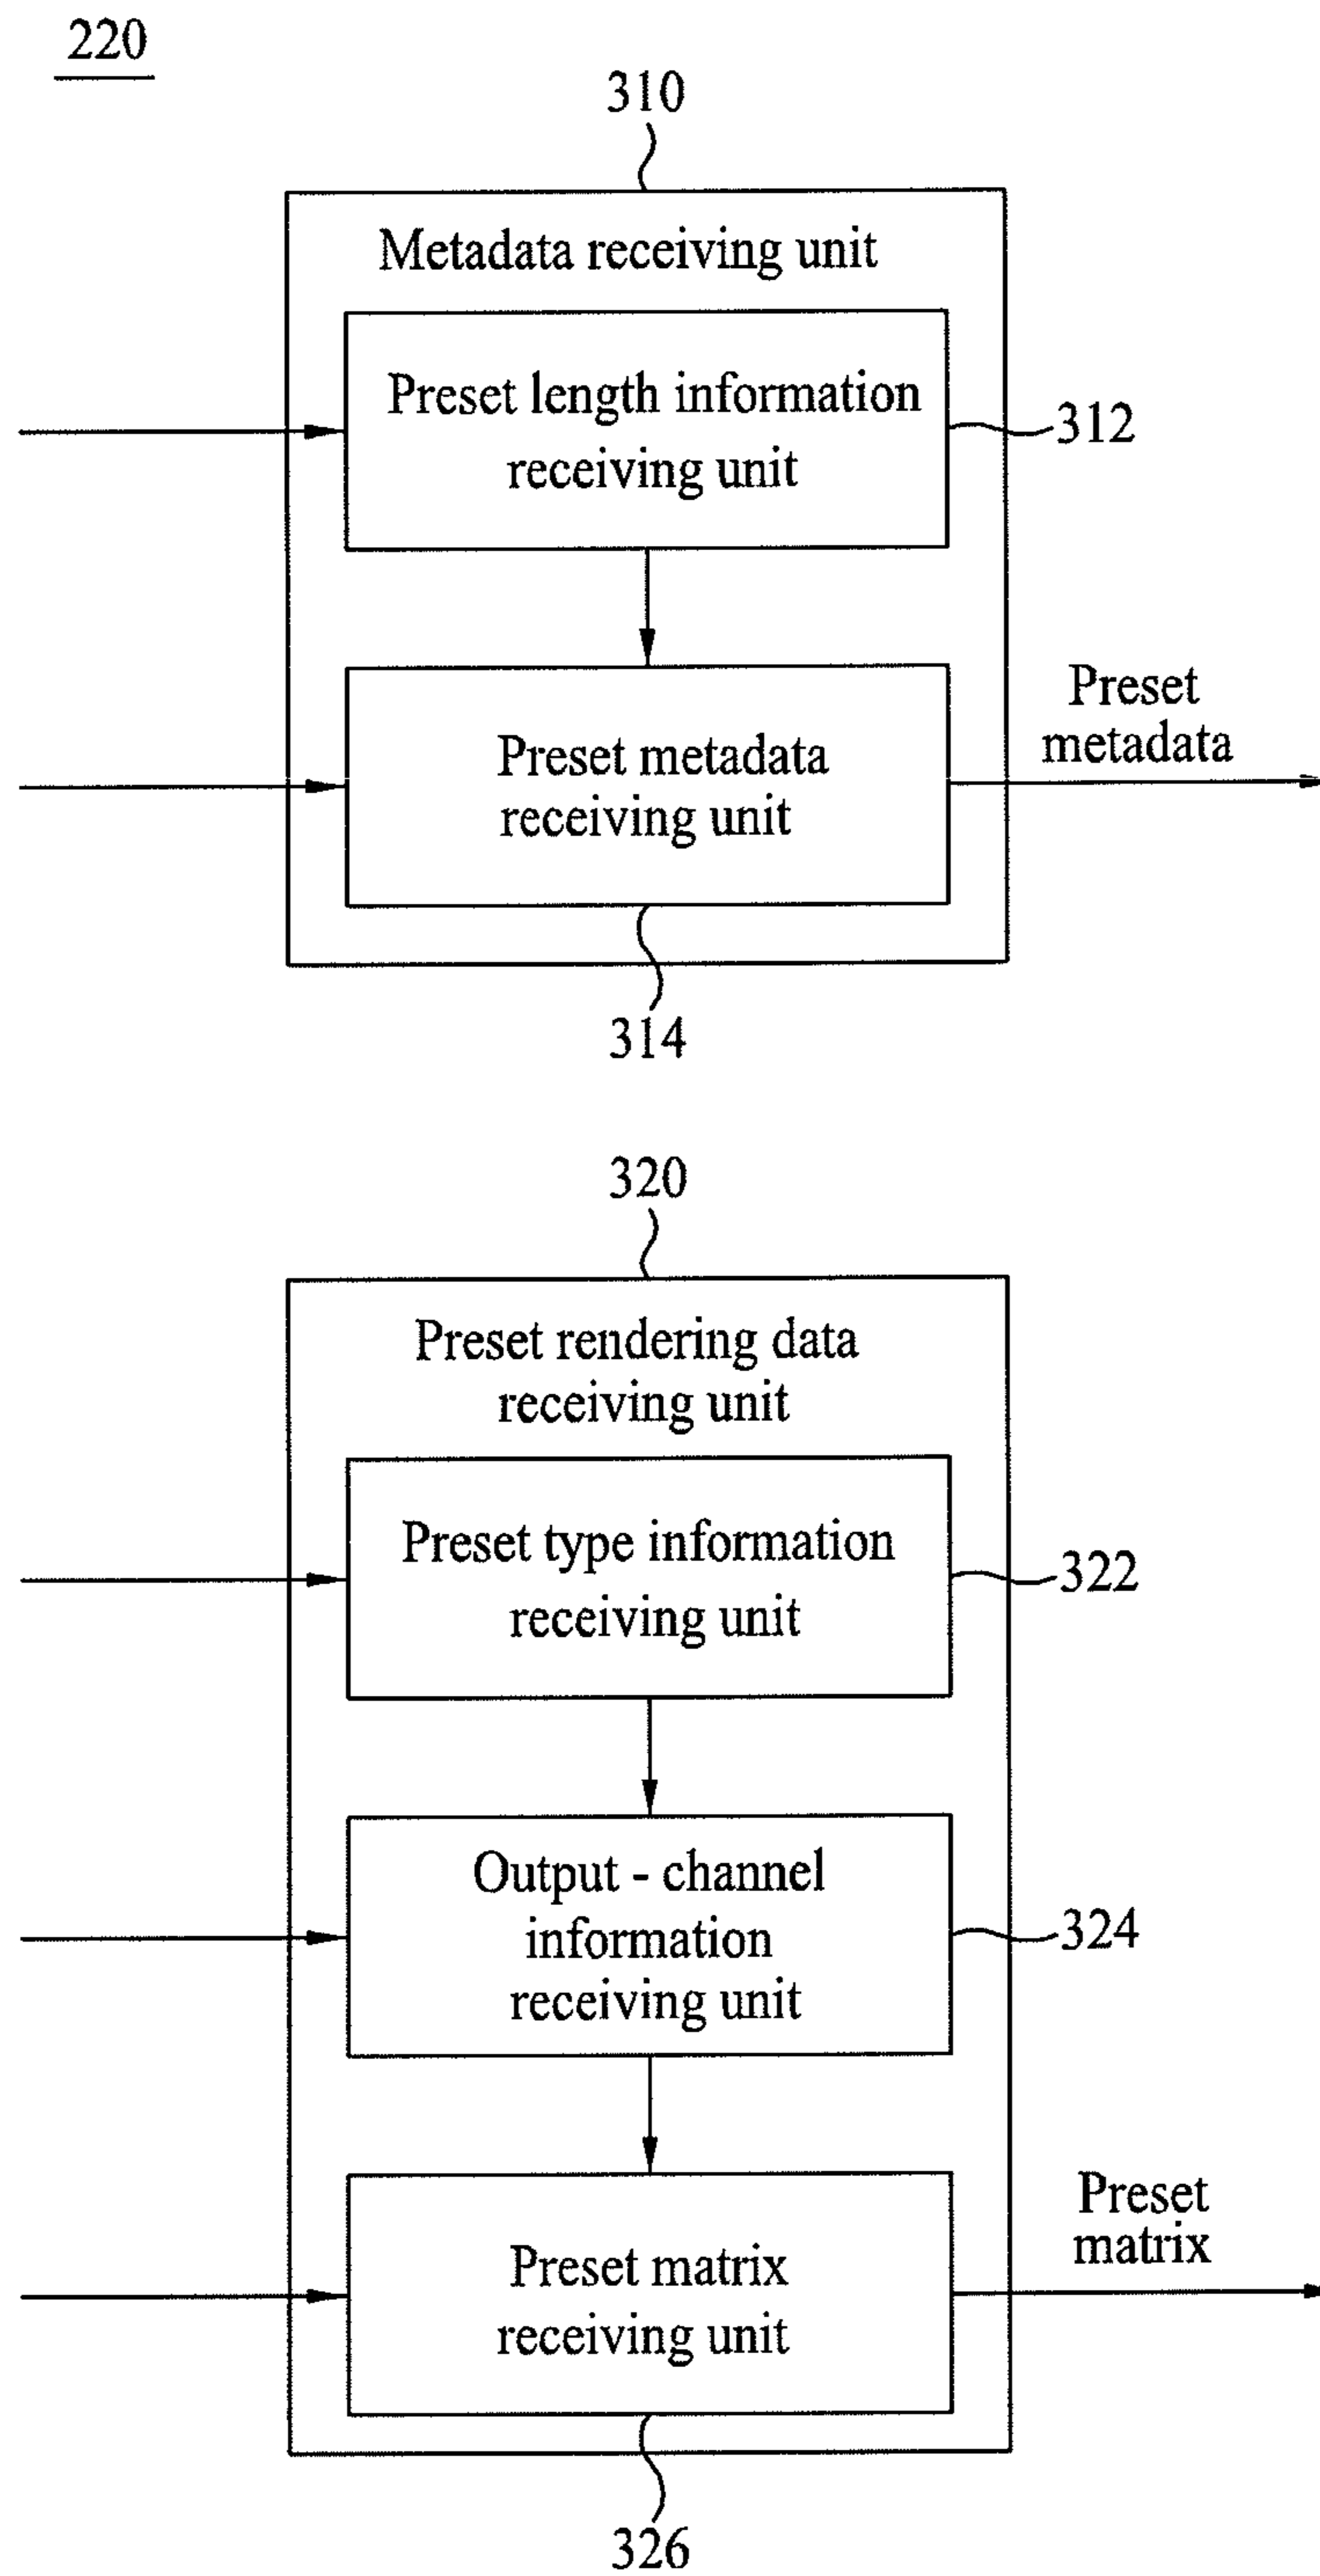 220
310
Metadata receiving unit
Preset length information
receiving unit
312
Preset metadata
receiving unit
Preset
metadata
314
320
Preset rendering data
receiving unit
Preset type information
receiving unit
322
Output - channel
information
receiving unit
324
Preset matrix
receiving unit
Preset
matrix
326